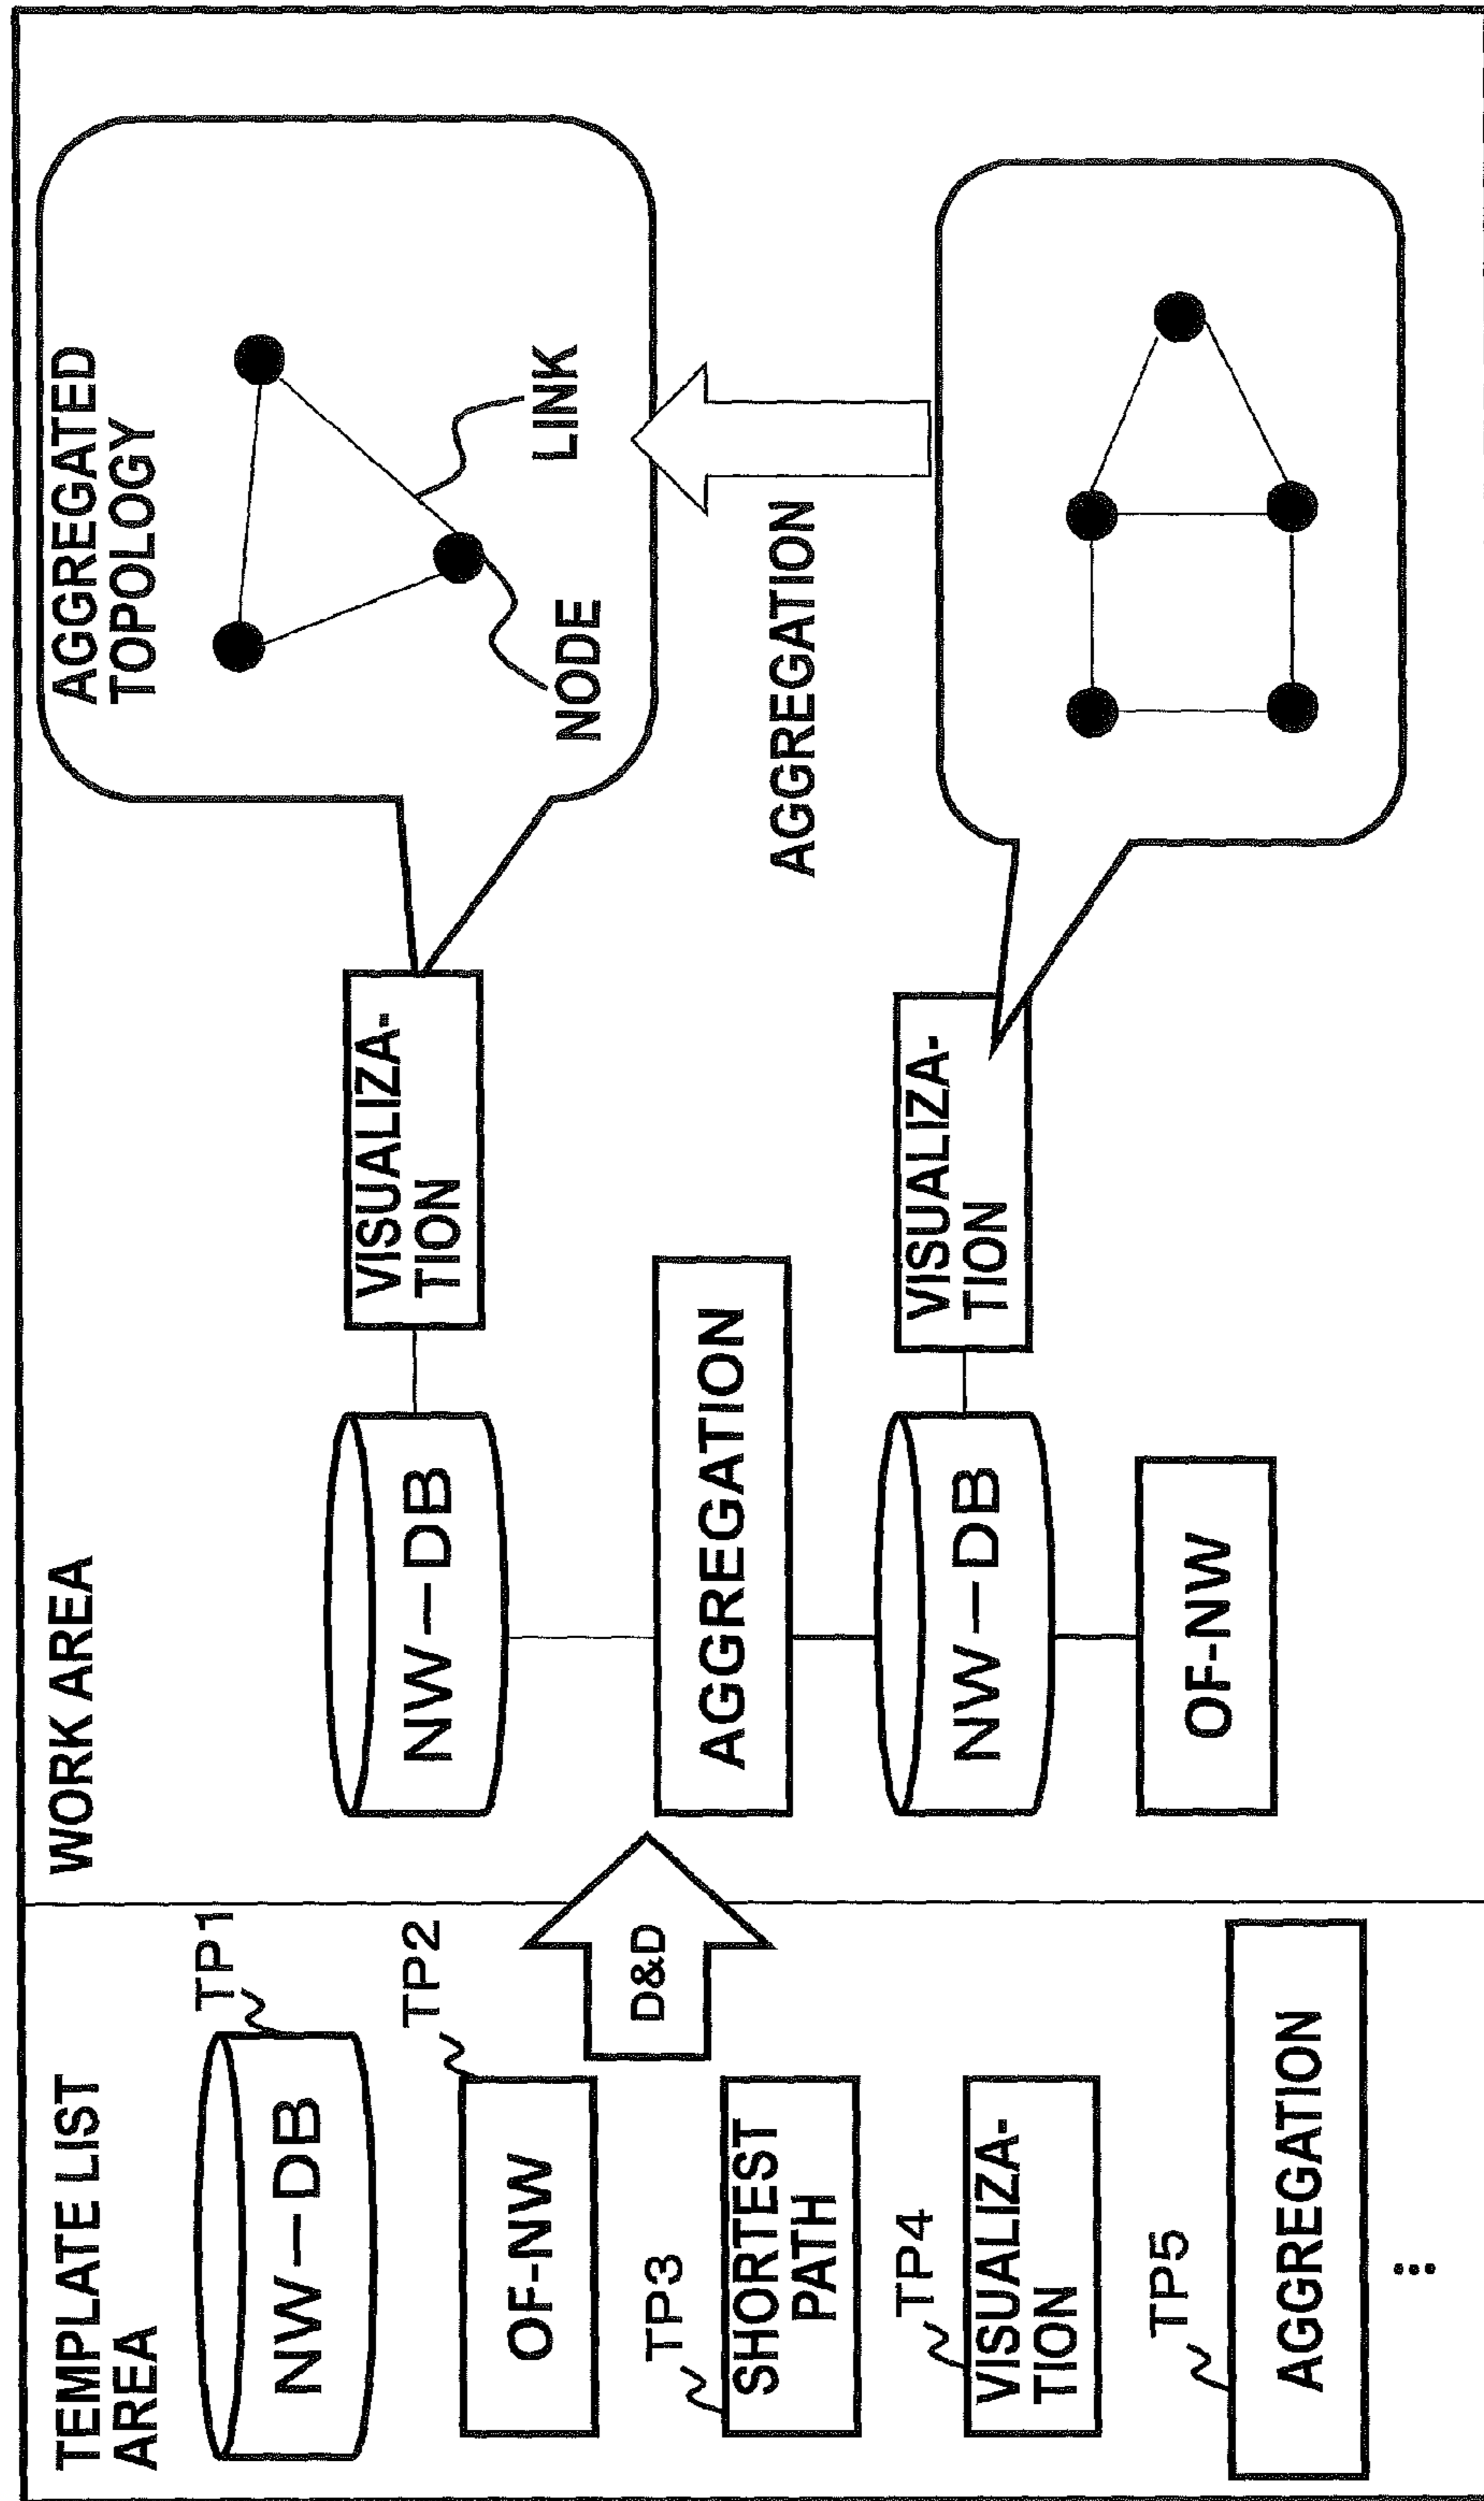 TEMPLATE LIST
AREA
NW-DB
TP1
OF-NW
TP2
SHORTEST
PATH
TP3
VISUALIZA-
TION
TP4
AGGREGATION
TP5
...
D&D
WORK AREA
NW-DB
AGGREGATION
NW-DB
OF-NW
VISUALIZA-
TION
VISUALIZA-
TION
AGGREGATED
TOPOLOGY
NODE
LINK
AGGREGATION